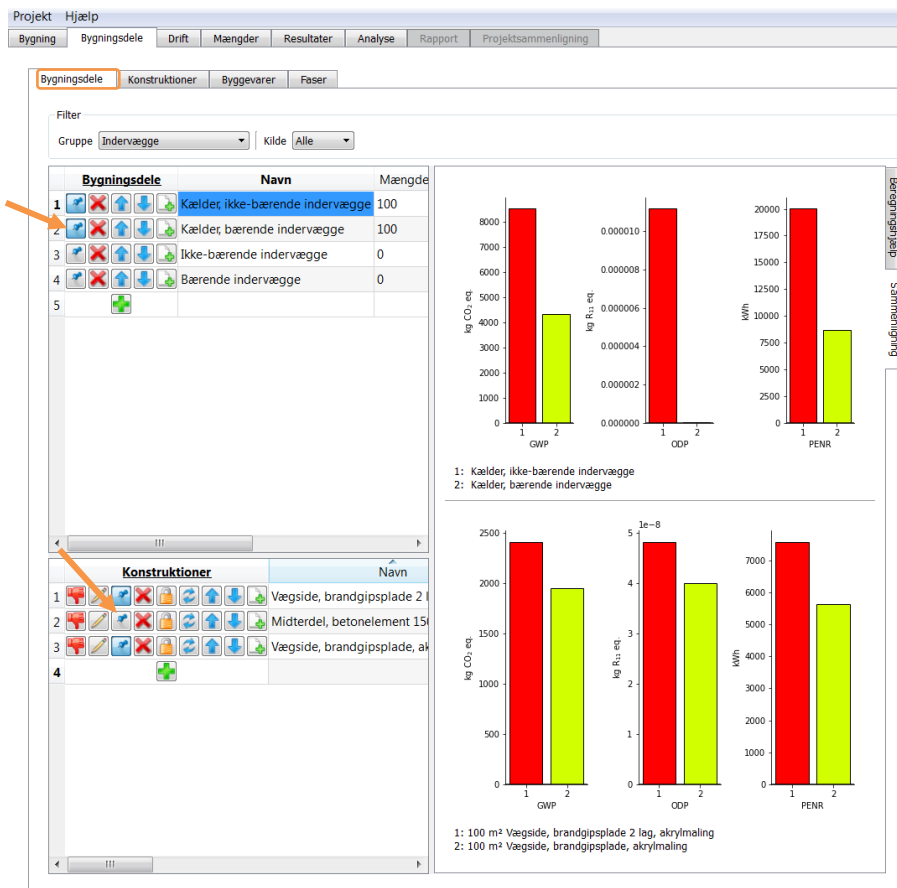 Projekt Hjælp
Bygning Bygningsdele Drift Mængder Resultater Analyse Rapport Projektsammenligning
Bygningsdele Konstruktioner Byggevarer Faser
Filter
Gruppe Indervægge Kilde Alle
Bygningsdele Navn Mængde
1 Kælder, ikke-bærende indervægge 100
2 Kælder, bærende indervægge 100
3 Ikke-bærende indervægge 0
4 Bærende indervægge 0
5
Konstruktioner Navn
1 Vægside, brandgipsplade 2 l
2 Midterdel, betonelement 150
3 Vægside, brandgipsplade, ak
4
kg CO₂ eq.
8000
7000
6000
5000
4000
3000
2000
1000
0
1 2
GWP
kg R₁₁ eq.
0.000010
0.000008
0.000006
0.000004
0.000002
0.000000
1 2
ODP
kWh
20000
17500
15000
12500
10000
7500
5000
2500
0
1 2
PENR
1: Kælder, ikke-bærende indervægge
2: Kælder, bærende indervægge
kg CO₂ eq.
2500
2000
1500
1000
500
0
1 2
GWP
1e−8
kg R₁₁ eq.
5
4
3
2
1
0
1 2
ODP
kWh
7000
6000
5000
4000
3000
2000
1000
0
1 2
PENR
1: 100 m² Vægside, brandgipsplade 2 lag, akrylmaling
2: 100 m² Vægside, brandgipsplade, akrylmaling
Beregningshjælp
Sammenligning